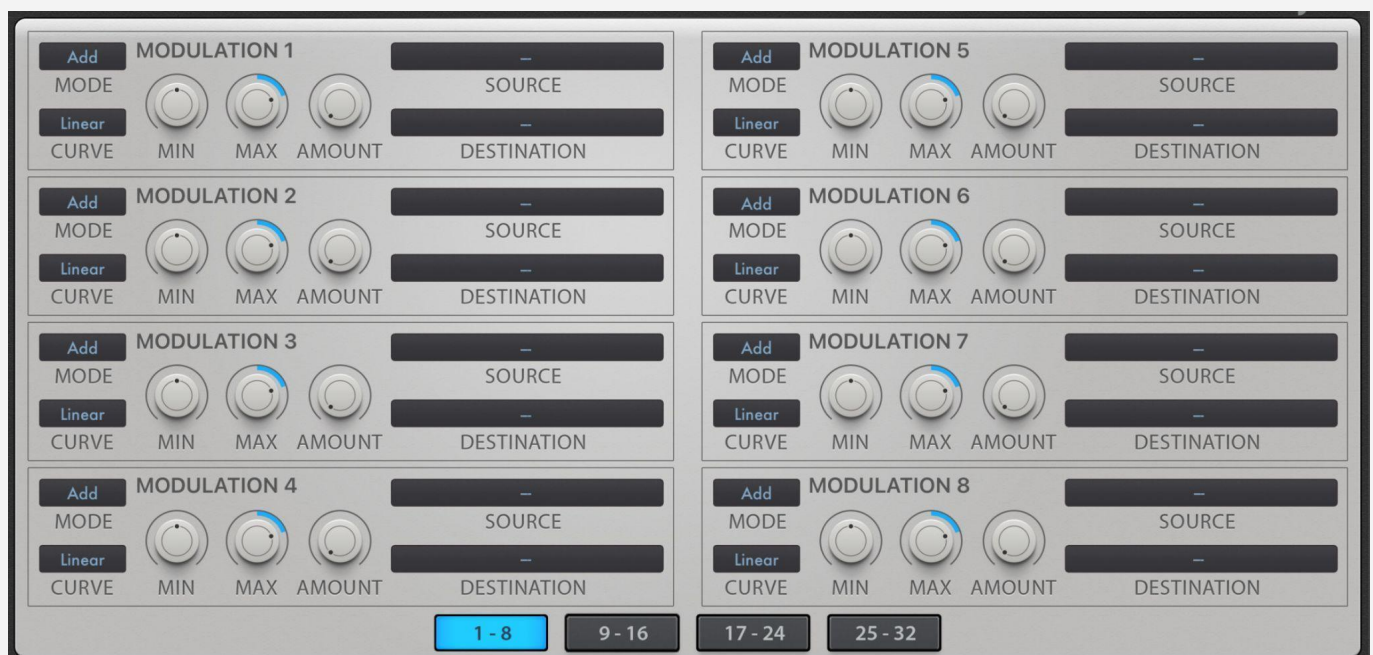 Add MODULATION 1 –
MODE SOURCE
Linear –
CURVE MIN MAX AMOUNT DESTINATION
Add MODULATION 2 –
MODE SOURCE
Linear –
CURVE MIN MAX AMOUNT DESTINATION
Add MODULATION 3 –
MODE SOURCE
Linear –
CURVE MIN MAX AMOUNT DESTINATION
Add MODULATION 4 –
MODE SOURCE
Linear –
CURVE MIN MAX AMOUNT DESTINATION
Add MODULATION 5 –
MODE SOURCE
Linear –
CURVE MIN MAX AMOUNT DESTINATION
Add MODULATION 6 –
MODE SOURCE
Linear –
CURVE MIN MAX AMOUNT DESTINATION
Add MODULATION 7 –
MODE SOURCE
Linear –
CURVE MIN MAX AMOUNT DESTINATION
Add MODULATION 8 –
MODE SOURCE
Linear –
CURVE MIN MAX AMOUNT DESTINATION
1 - 8 9 - 16 17 - 24 25 - 32